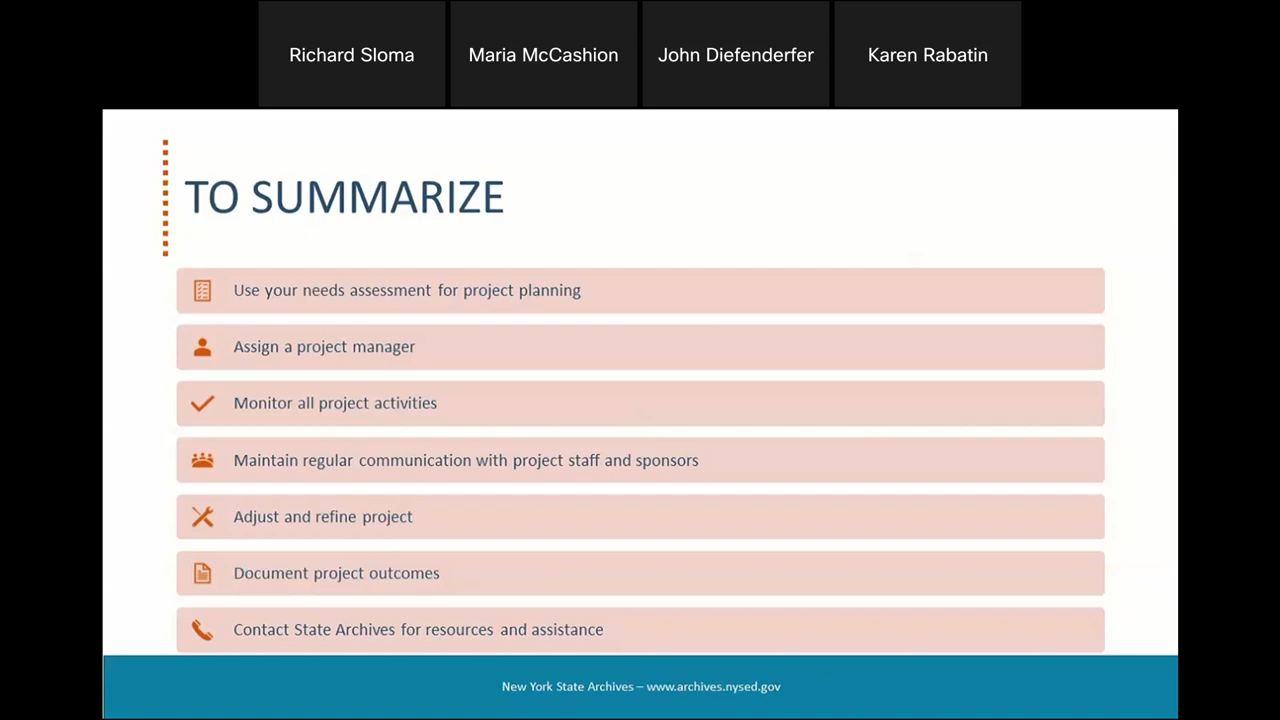 Richard Sloma
Maria McCashion
John Diefenderfer
Karen Rabatin
TO SUMMARIZE
Use your needs assessment for project planning
Assign a project manager
Monitor all project activities
Maintain regular communication with project staff and sponsors
Adjust and refine project
Document project outcomes
Contact State Archives for resources and assistance
New York State Archives – www.archives.nysed.gov